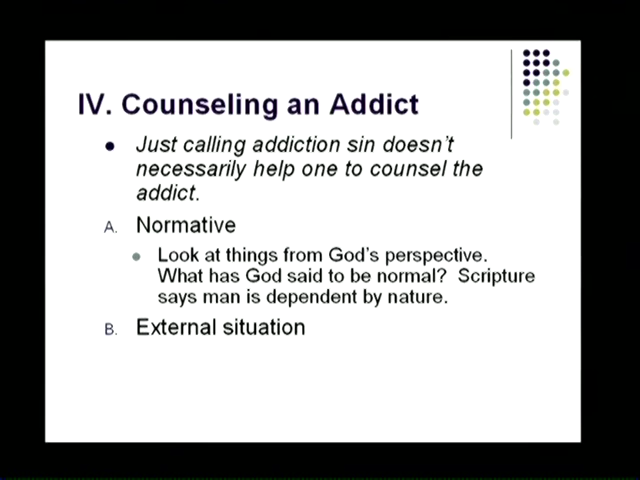 IV. Counseling an Addict
Just calling addiction sin doesn't
necessarily help one to counsel the
addict.
A. Normative
Look at things from God's perspective.
What has God said to be normal? Scripture
says man is dependent by nature.
B. External situation